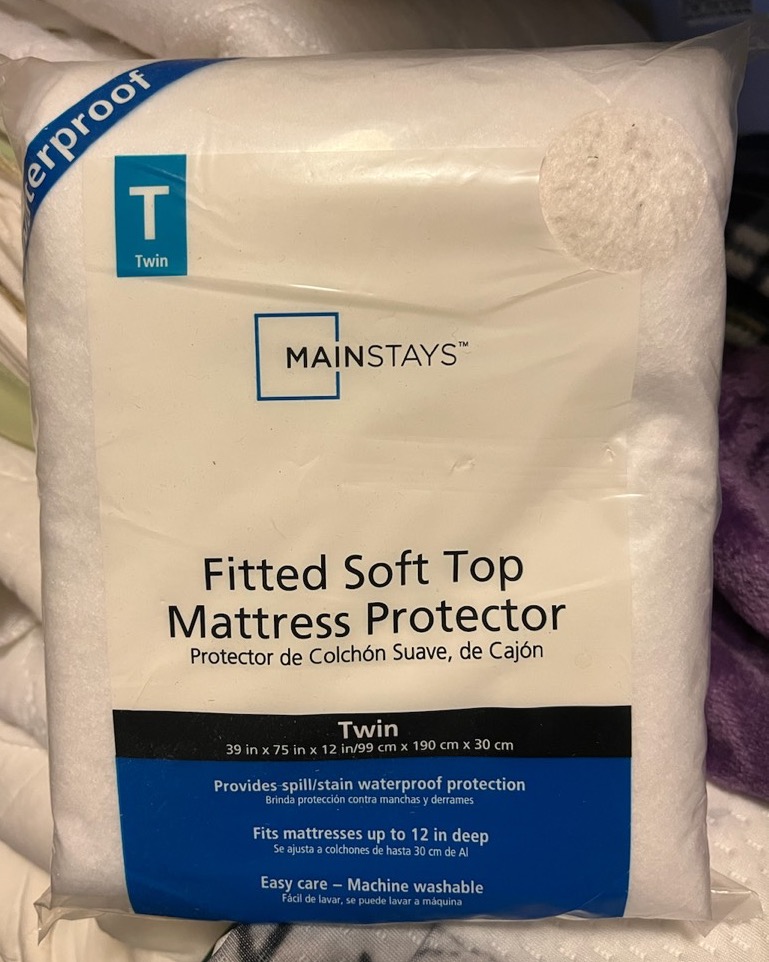 T
Twin
MAINSTAYS™
Fitted Soft Top
Mattress Protector
Protector de Colchón Suave, de Cajón
Twin
39 in x 75 in x 12 in/99 cm x 190 cm x 30 cm
Provides spill/stain waterproof protection
Brinda protección contra manchas y derrames
Fits mattresses up to 12 in deep
Se ajusta a colchones de hasta 30 cm de Al
Easy care – Machine washable
Fácil de lavar, se puede lavar a máquina